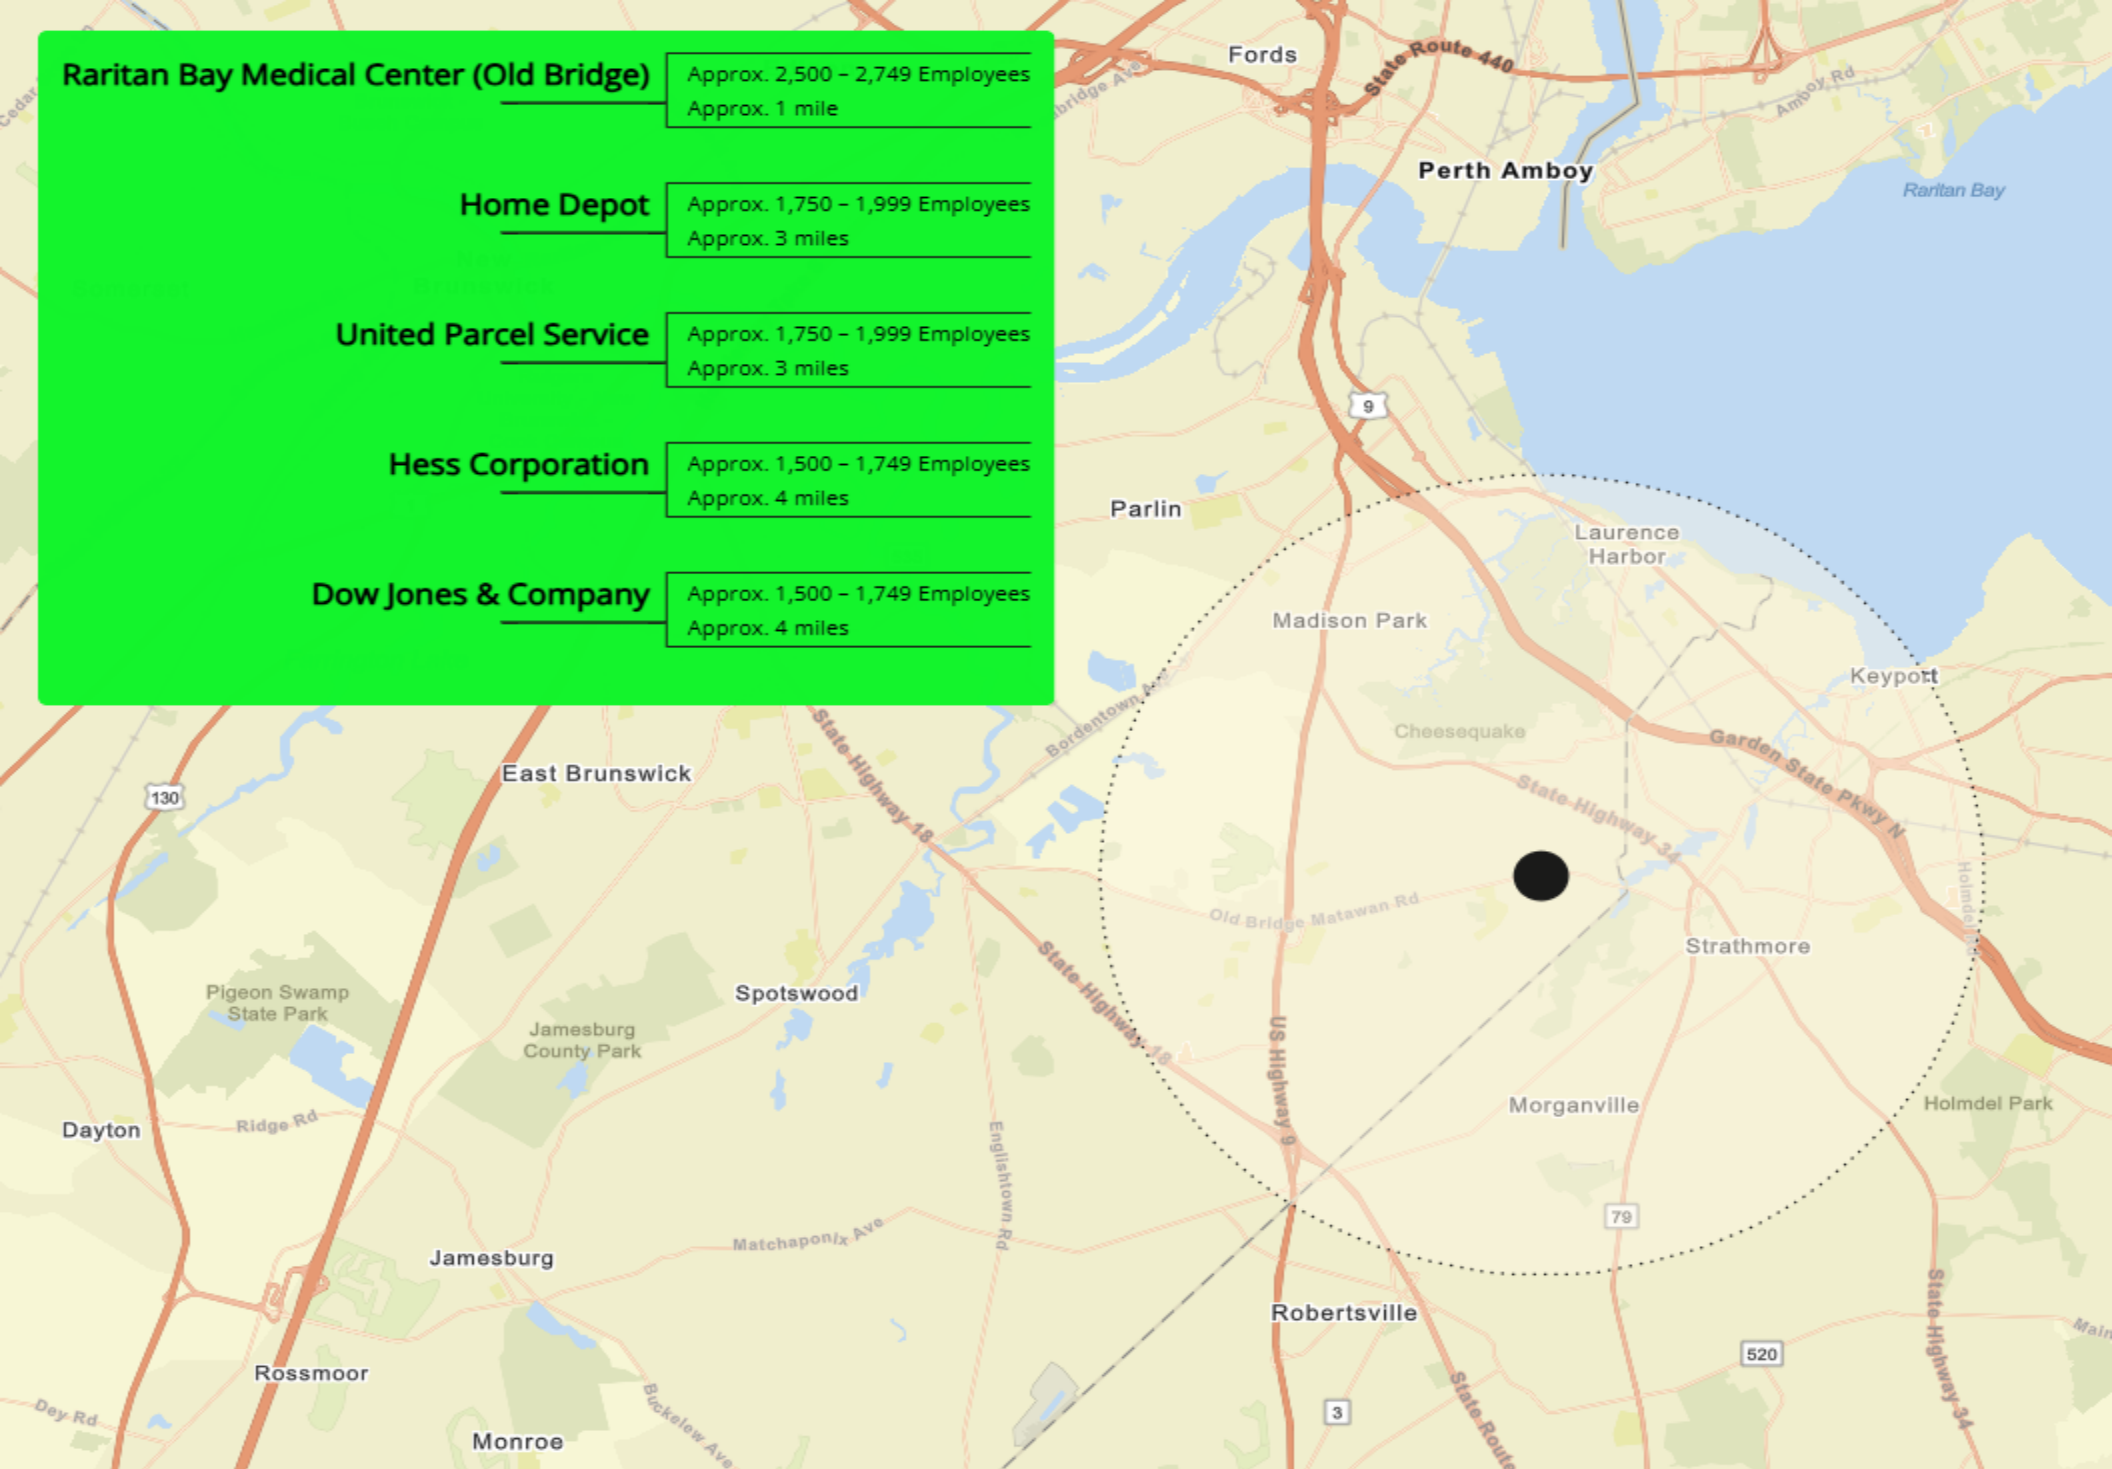 Raritan Bay Medical Center (Old Bridge)
Approx. 2,500 – 2,749 Employees
Approx. 1 mile
Home Depot
Approx. 1,750 – 1,999 Employees
Approx. 3 miles
United Parcel Service
Approx. 1,750 – 1,999 Employees
Approx. 3 miles
Hess Corporation
Approx. 1,500 – 1,749 Employees
Approx. 4 miles
Dow Jones & Company
Approx. 1,500 – 1,749 Employees
Approx. 4 miles
Fords
State Route 440
Amboy Rd
Perth Amboy
Raritan Bay
9
Parlin
Laurence
Harbor
Madison Park
Keyport
Bordentown Ave
Cheesequake
Garden State Pkwy N
State Highway 18
East Brunswick
130
State Highway 34
Holmdel Rd
Old Bridge Matawan Rd
Strathmore
State Highway 18
Spotswood
Pigeon Swamp
State Park
Jamesburg
County Park
US Highway 9
Morganville
Holmdel Park
Dayton
Ridge Rd
Englishtown Rd
79
Matchaponix Ave
Jamesburg
Robertsville
State Highway 34
Main
520
Rossmoor
Dey Rd
Buckelew Ave
3
State Route
Monroe